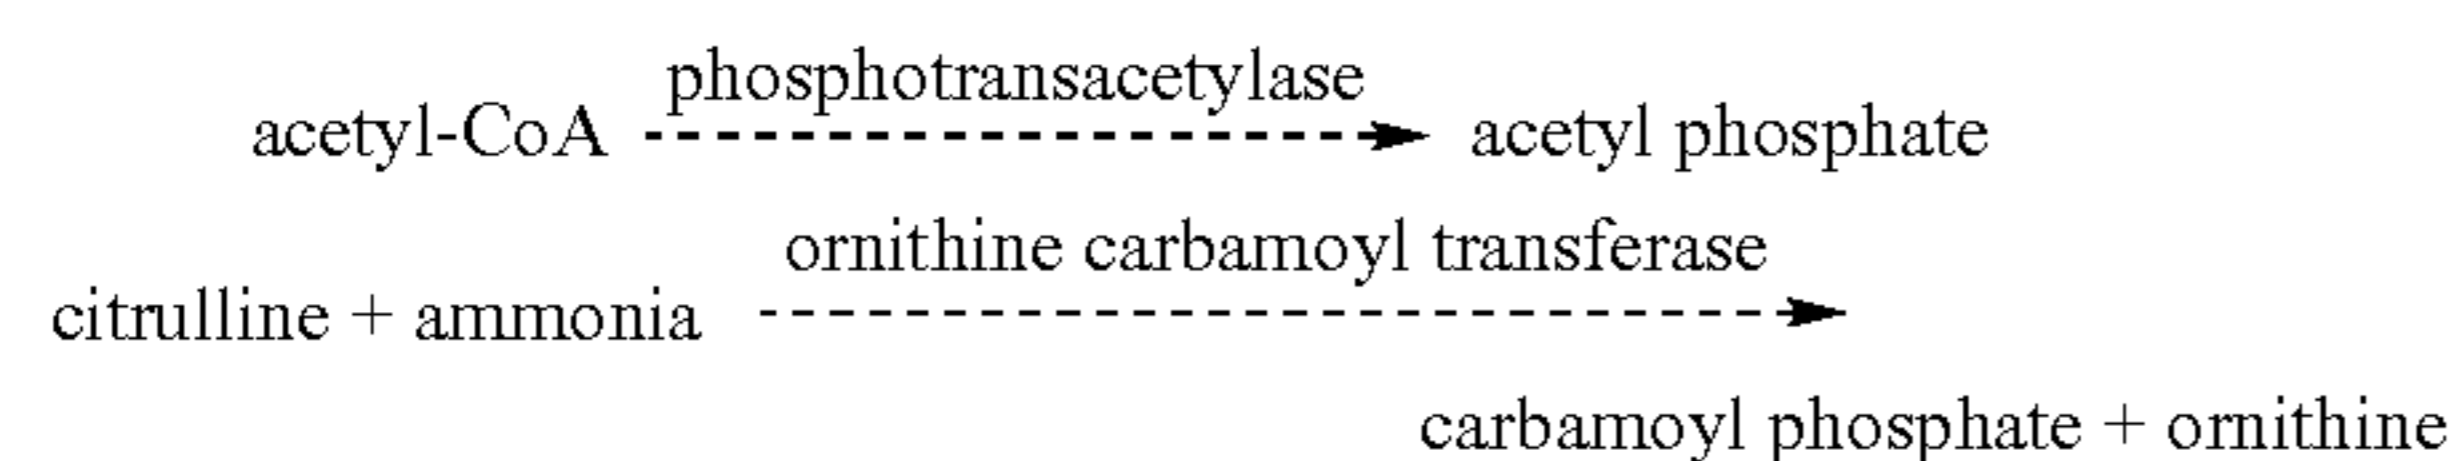 phosphotransacetylase
acetyl-CoA acetyl phosphate
ornithine carbamoyl transferase
citrulline + ammonia
carbamoyl phosphate + ornithine